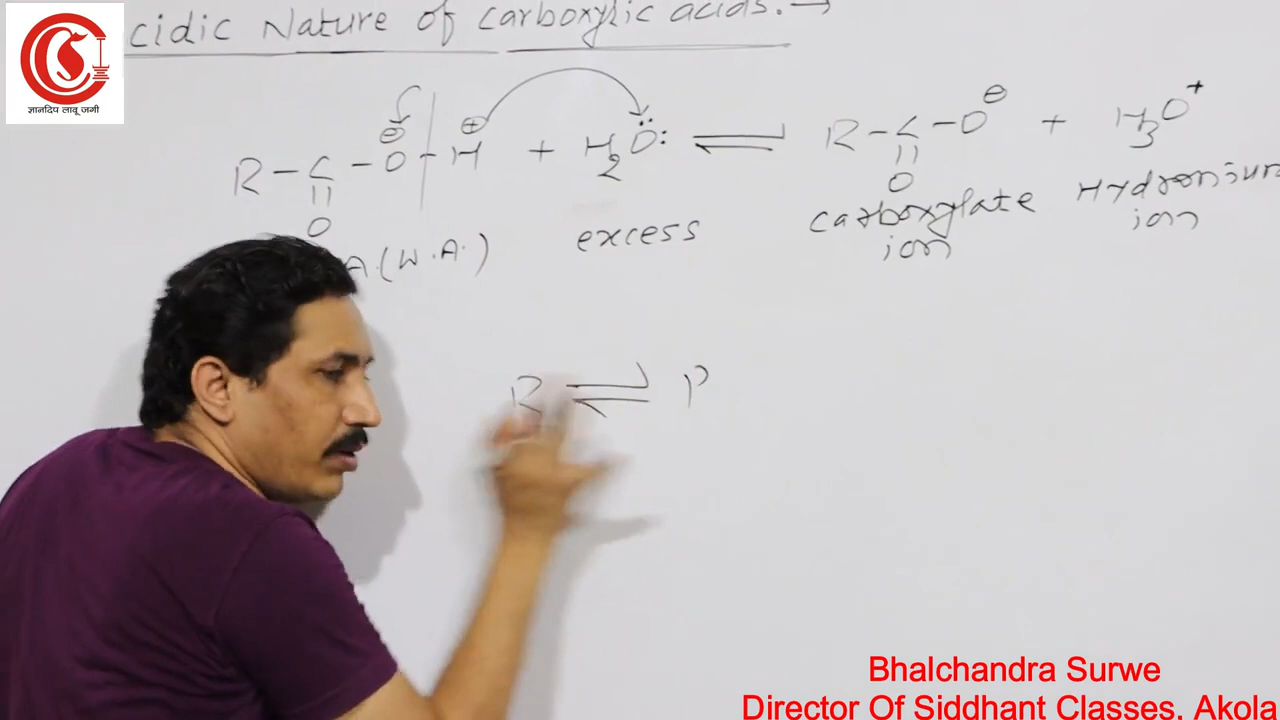 cidic Nature of carboxylic acids. →
ज्ञानदिप लावू जगी
R – C – O – H + H2O: ⇌ R – C – O⊖ + H3O+
⊖ ⊕
O O
A. (W.A.) excess carboxylate ion Hydronium ion
R ⇌ P
Bhalchandra Surwe
Director Of Siddhant Classes, Akola